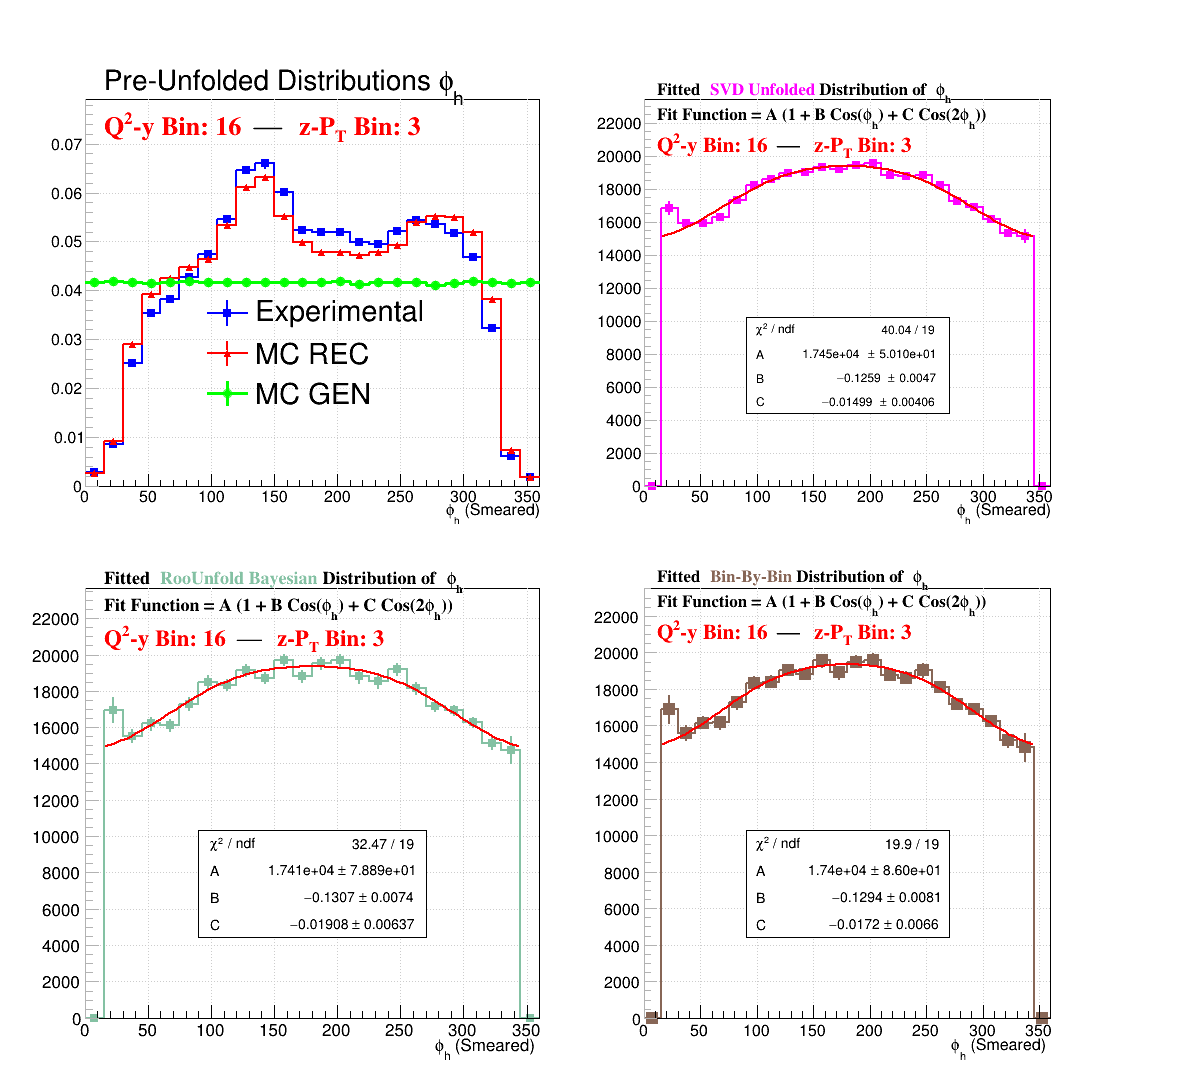 Pre-Unfolded Distributions ϕh
Q²-y Bin: 16 — z-PT Bin: 3
0.07
0.06
0.05
0.04
0.03
0.02
0.01
0
Experimental
MC REC
MC GEN
0 50 100 150 200 250 300 350
ϕh (Smeared)
Fitted SVD Unfolded Distribution of ϕh
Fit Function = A (1 + B Cos(ϕh) + C Cos(2ϕh))
Q²-y Bin: 16 — z-PT Bin: 3
22000
20000
18000
16000
14000
12000
10000
8000
6000
4000
2000
0
χ² / ndf 40.04 / 19
A 1.745e+04 ± 5.010e+01
B −0.1259 ± 0.0047
C −0.01499 ± 0.00406
0 50 100 150 200 250 300 350
ϕh (Smeared)
Fitted RooUnfold Bayesian Distribution of ϕh
Fit Function = A (1 + B Cos(ϕh) + C Cos(2ϕh))
Q²-y Bin: 16 — z-PT Bin: 3
22000
20000
18000
16000
14000
12000
10000
8000
6000
4000
2000
0
χ² / ndf 32.47 / 19
A 1.741e+04 ± 7.889e+01
B −0.1307 ± 0.0074
C −0.01908 ± 0.00637
0 50 100 150 200 250 300 350
ϕh (Smeared)
Fitted Bin-By-Bin Distribution of ϕh
Fit Function = A (1 + B Cos(ϕh) + C Cos(2ϕh))
Q²-y Bin: 16 — z-PT Bin: 3
22000
20000
18000
16000
14000
12000
10000
8000
6000
4000
2000
0
χ² / ndf 19.9 / 19
A 1.74e+04 ± 8.60e+01
B −0.1294 ± 0.0081
C −0.0172 ± 0.0066
0 50 100 150 200 250 300 350
ϕh (Smeared)